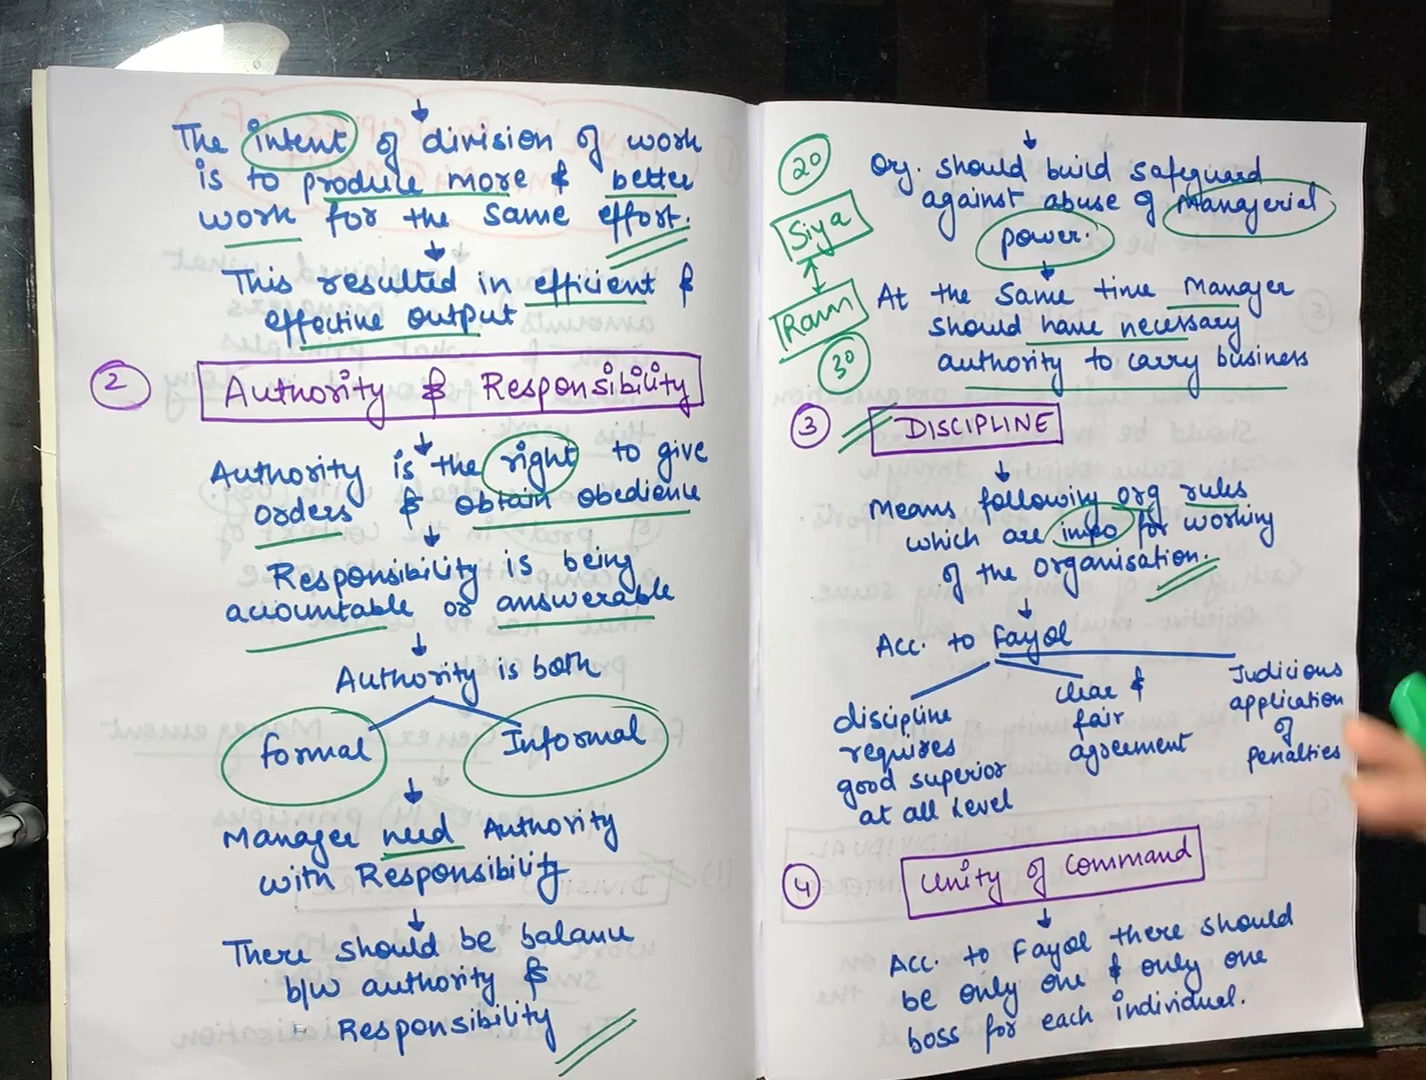 The intent of division of work
is to produce more & better
work for the same effort.
This resulted in efficient &
effective output
2 Authority & Responsibility
Authority is the right to give
orders & obtain obedience
Responsibility is being
accountable or answerable
Authority is both
formal Informal
Manager need Authority
with Responsibility
There should be balance
b/w authority &
Responsibility
20
Siya
Ram
30
Org. should build safeguard
against abuse of Managerial
power.
At the same time Manager
should have necessary
authority to carry business
3 DISCIPLINE
Means following org rules
which are impo for working
of the organisation.
Acc. to Fayol
discipline
requires
good superior
at all level
clear &
fair
agreement
Judicious
application
of
penalties
4 Unity of Command
Acc. to Fayol there should
be only one & only one
boss for each individual.